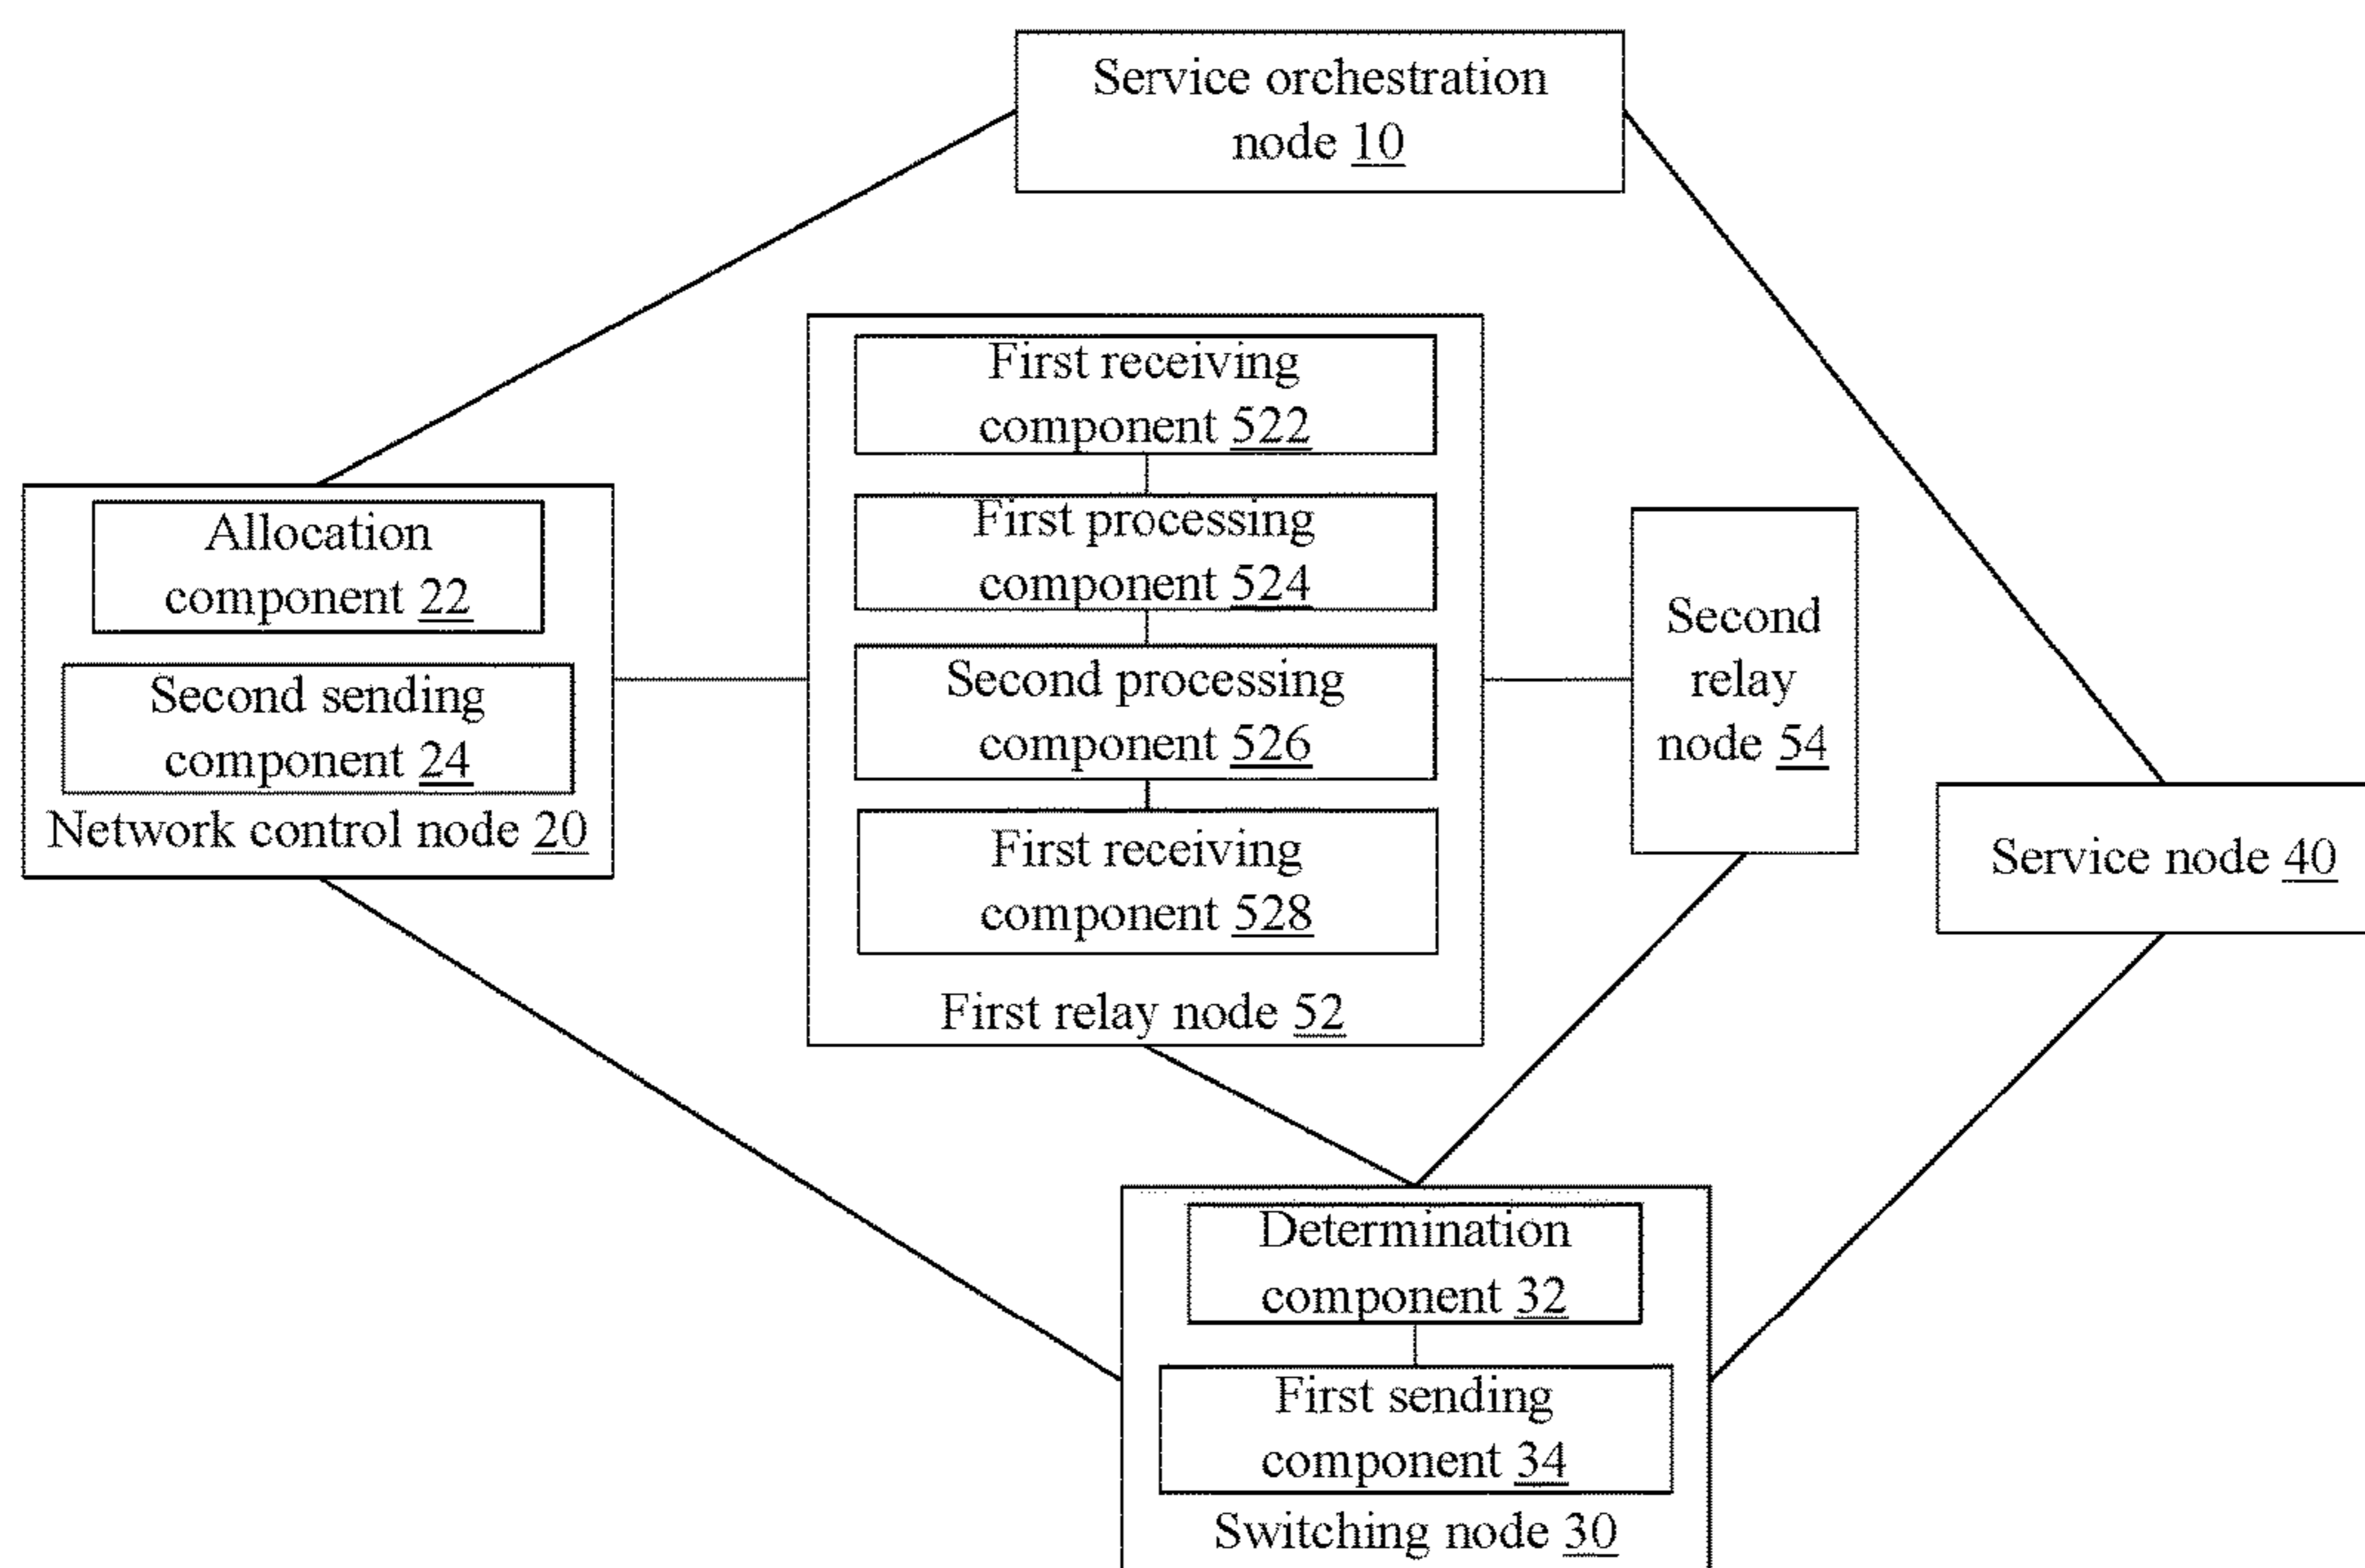 Service orchestration
node 10
First receiving
component 522
First processing
component 524
Second processing
component 526
First receiving
component 528
First relay node 52
Allocation
component 22
Second sending
component 24
Network control node 20
Second
relay
node 54
Service node 40
Determination
component 32
First sending
component 34
Switching node 30